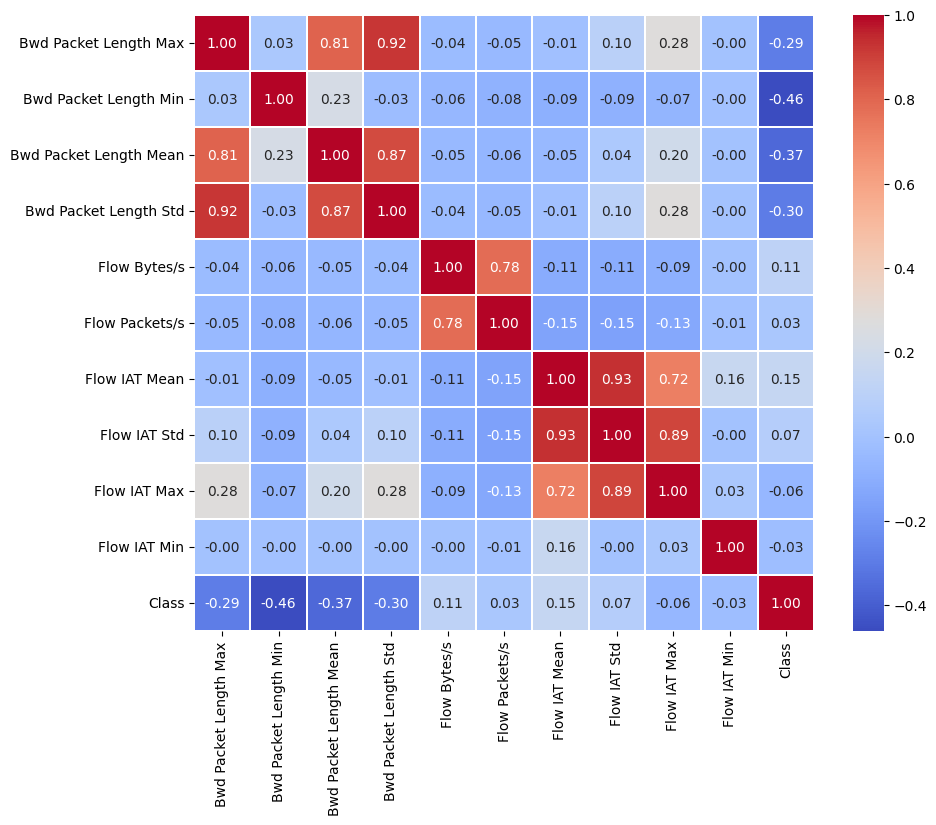 Bwd Packet Length Max 1.00 0.03 0.81 0.92 -0.04 -0.05 -0.01 0.10 0.28 -0.00 -0.29
Bwd Packet Length Min 0.03 1.00 0.23 -0.03 -0.06 -0.08 -0.09 -0.09 -0.07 -0.00 -0.46
Bwd Packet Length Mean 0.81 0.23 1.00 0.87 -0.05 -0.06 -0.05 0.04 0.20 -0.00 -0.37
Bwd Packet Length Std 0.92 -0.03 0.87 1.00 -0.04 -0.05 -0.01 0.10 0.28 -0.00 -0.30
Flow Bytes/s -0.04 -0.06 -0.05 -0.04 1.00 0.78 -0.11 -0.11 -0.09 -0.00 0.11
Flow Packets/s -0.05 -0.08 -0.06 -0.05 0.78 1.00 -0.15 -0.15 -0.13 -0.01 0.03
Flow IAT Mean -0.01 -0.09 -0.05 -0.01 -0.11 -0.15 1.00 0.93 0.72 0.16 0.15
Flow IAT Std 0.10 -0.09 0.04 0.10 -0.11 -0.15 0.93 1.00 0.89 -0.00 0.07
Flow IAT Max 0.28 -0.07 0.20 0.28 -0.09 -0.13 0.72 0.89 1.00 0.03 -0.06
Flow IAT Min -0.00 -0.00 -0.00 -0.00 -0.00 -0.01 0.16 -0.00 0.03 1.00 -0.03
Class -0.29 -0.46 -0.37 -0.30 0.11 0.03 0.15 0.07 -0.06 -0.03 1.00
Bwd Packet Length Max
Bwd Packet Length Min
Bwd Packet Length Mean
Bwd Packet Length Std
Flow Bytes/s
Flow Packets/s
Flow IAT Mean
Flow IAT Std
Flow IAT Max
Flow IAT Min
Class
1.0
0.8
0.6
0.4
0.2
0.0
−0.2
−0.4